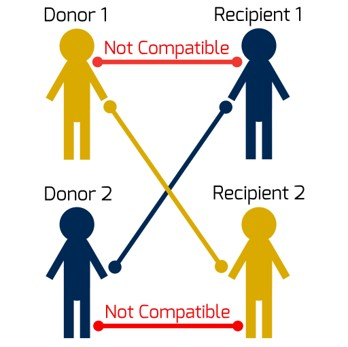 Donor 1
Recipient 1
Not Compatible
Donor 2
Recipient 2
Not Compatible